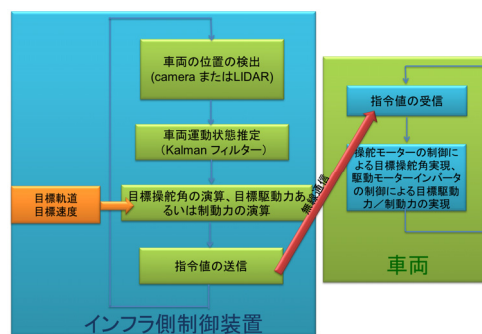 車両の位置の検出
(camera またはLIDAR)
車両運動状態推定
(Kalman フィルター)
目標軌道
目標速度
目標操舵角の演算、目標駆動力あ
るいは制動力の演算
指令値の送信
インフラ側制御装置
無線通信
指令値の受信
操舵モーターの制御によ
る目標操舵角実現、
駆動モーターインバータ
の制御による目標駆動
力/制動力の実現
車両